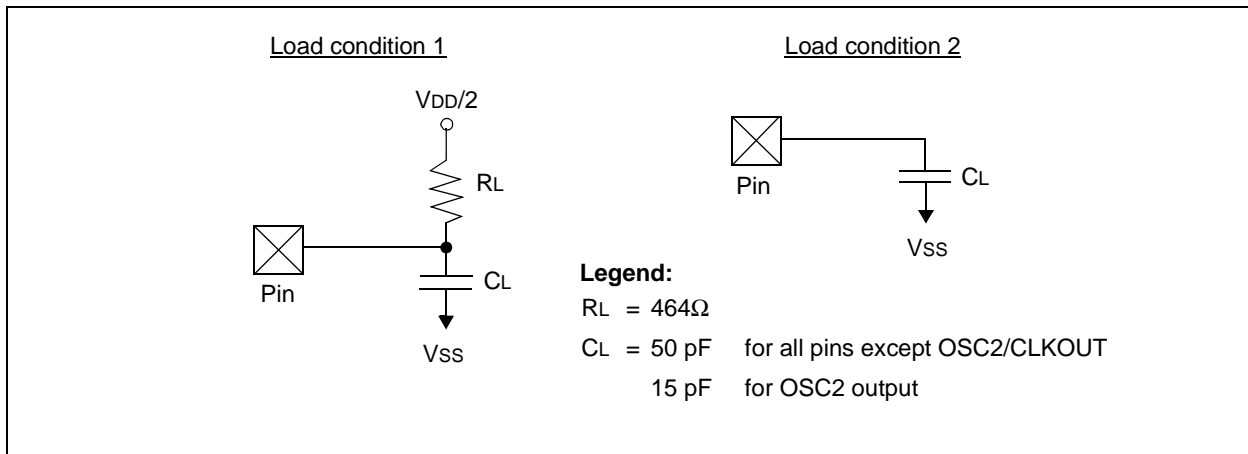 Load condition 1
VDD/2
RL
Pin
CL
VSS
Load condition 2
Pin
CL
VSS
Legend:
RL = 464Ω
CL = 50 pF for all pins except OSC2/CLKOUT
15 pF for OSC2 output